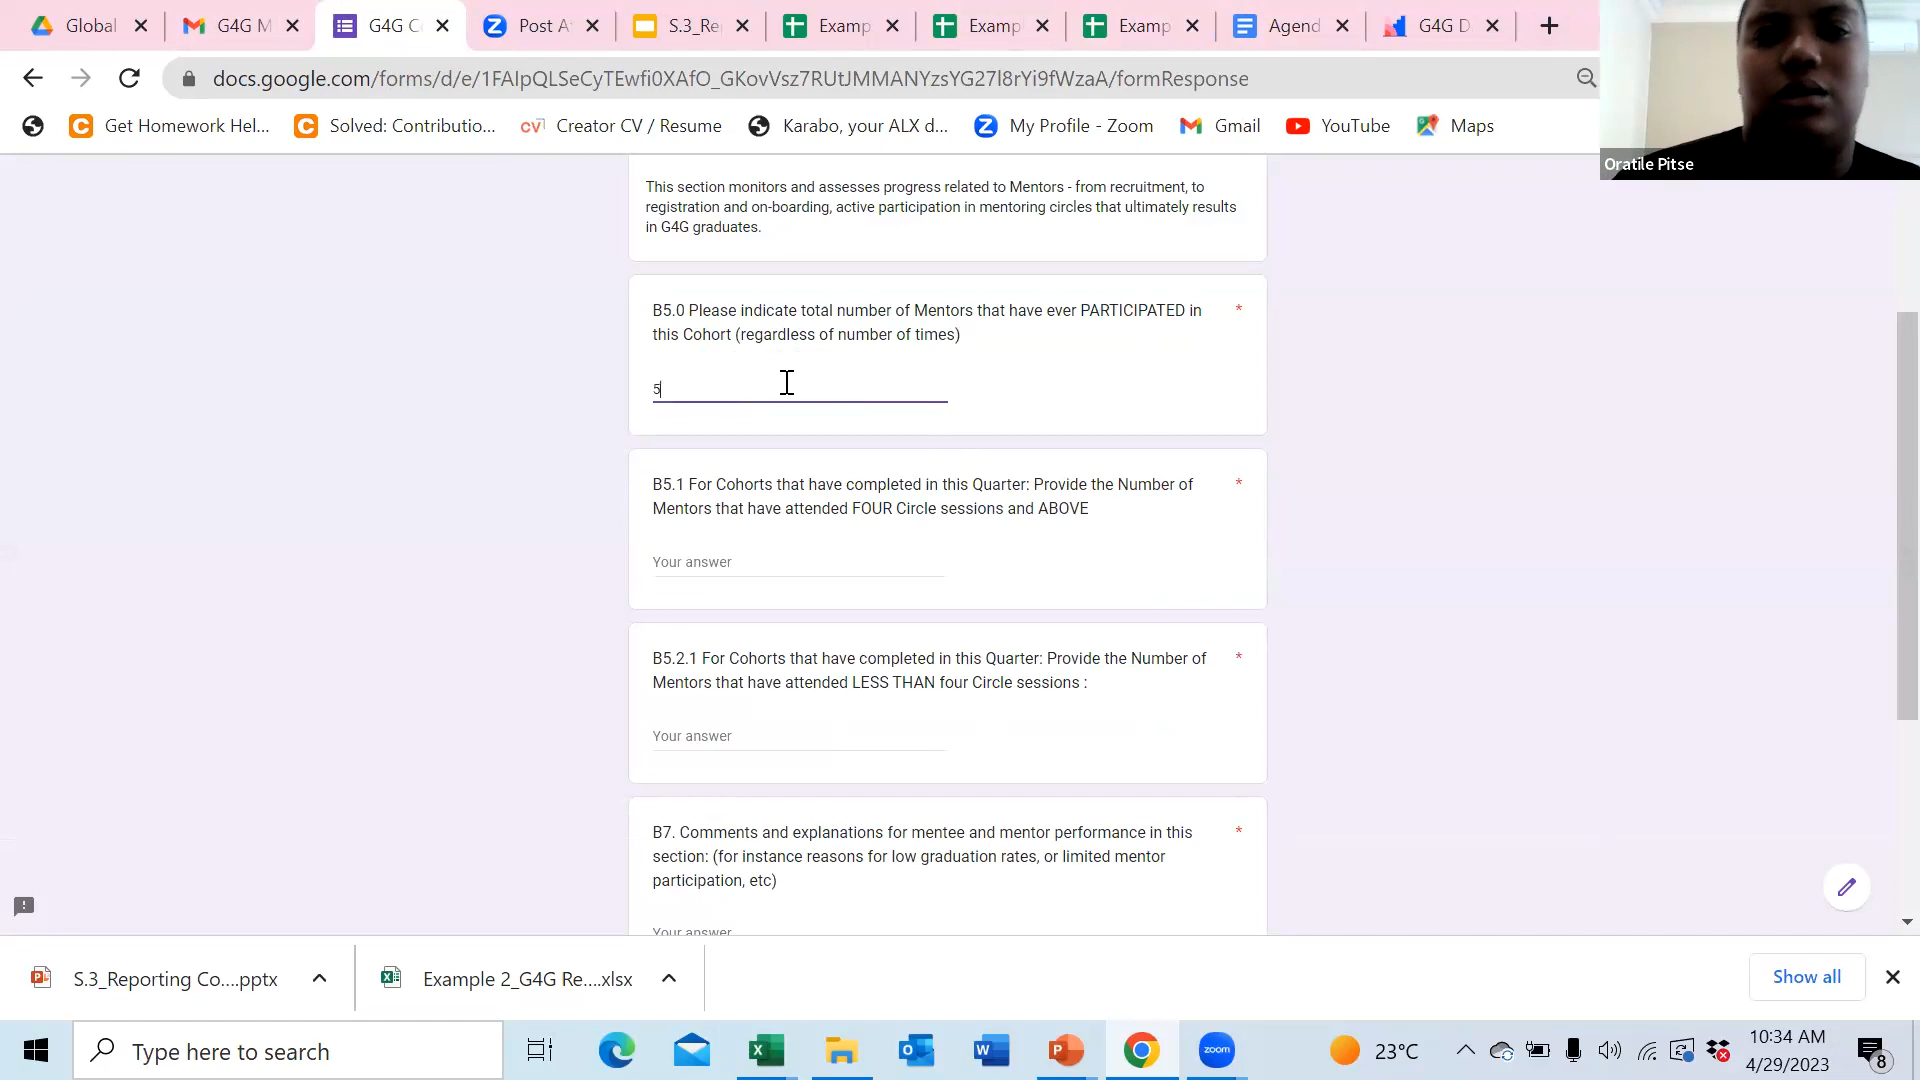 Global
G4G M
G4G C
Post A
S.3_Re
Examp
Examp
Examp
Agend
G4G D
docs.google.com/forms/d/e/1FAIpQLSeCyTEwfi0XAfO_GKovVsz7RUtJMMANYzsYG27l8rYi9fWzaA/formResponse
Get Homework Hel...
Solved: Contributio...
Creator CV / Resume
Karabo, your ALX d...
My Profile - Zoom
Gmail
YouTube
Maps
Oratile Pitse
This section monitors and assesses progress related to Mentors - from recruitment, to
registration and on-boarding, active participation in mentoring circles that ultimately results
in G4G graduates.
B5.0 Please indicate total number of Mentors that have ever PARTICIPATED in *
this Cohort (regardless of number of times)
5
B5.1 For Cohorts that have completed in this Quarter: Provide the Number of *
Mentors that have attended FOUR Circle sessions and ABOVE
Your answer
B5.2.1 For Cohorts that have completed in this Quarter: Provide the Number of *
Mentors that have attended LESS THAN four Circle sessions :
Your answer
B7. Comments and explanations for mentee and mentor performance in this *
section: (for instance reasons for low graduation rates, or limited mentor
participation, etc)
Your answer
S.3_Reporting Co....pptx
Example 2_G4G Re....xlsx
Show all
Type here to search
zoom
23°C
10:34 AM
4/29/2023
8